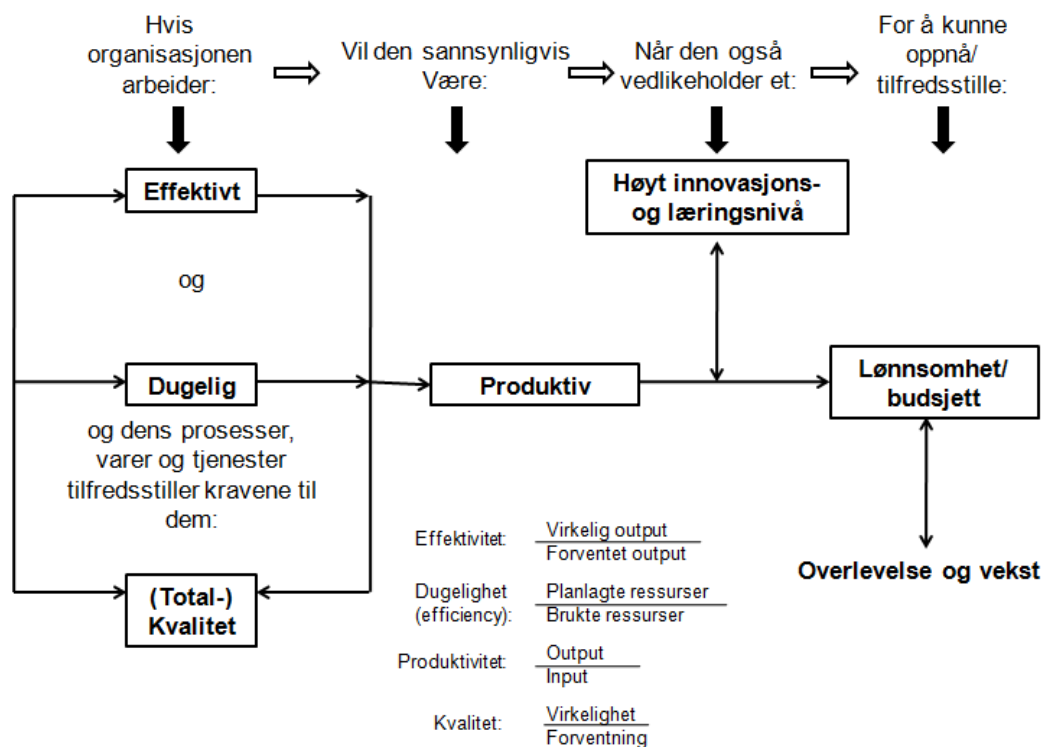 Hvis
organisasjonen
arbeider:
Vil den sannsynligvis
Være:
Når den også
vedlikeholder et:
For å kunne
oppnå/
tilfredsstille:
Effektivt
og
Dugelig
og dens prosesser,
varer og tjenester
tilfredsstiller kravene til
dem:
(Total-)
Kvalitet
Produktiv
Høyt innovasjons-
og læringsnivå
Lønnsomhet/
budsjett
Overlevelse og vekst
Effektivitet:
Virkelig output
Forventet output
Dugelighet
(efficiency):
Planlagte ressurser
Brukte ressurser
Produktivitet:
Output
Input
Kvalitet:
Virkelighet
Forventning